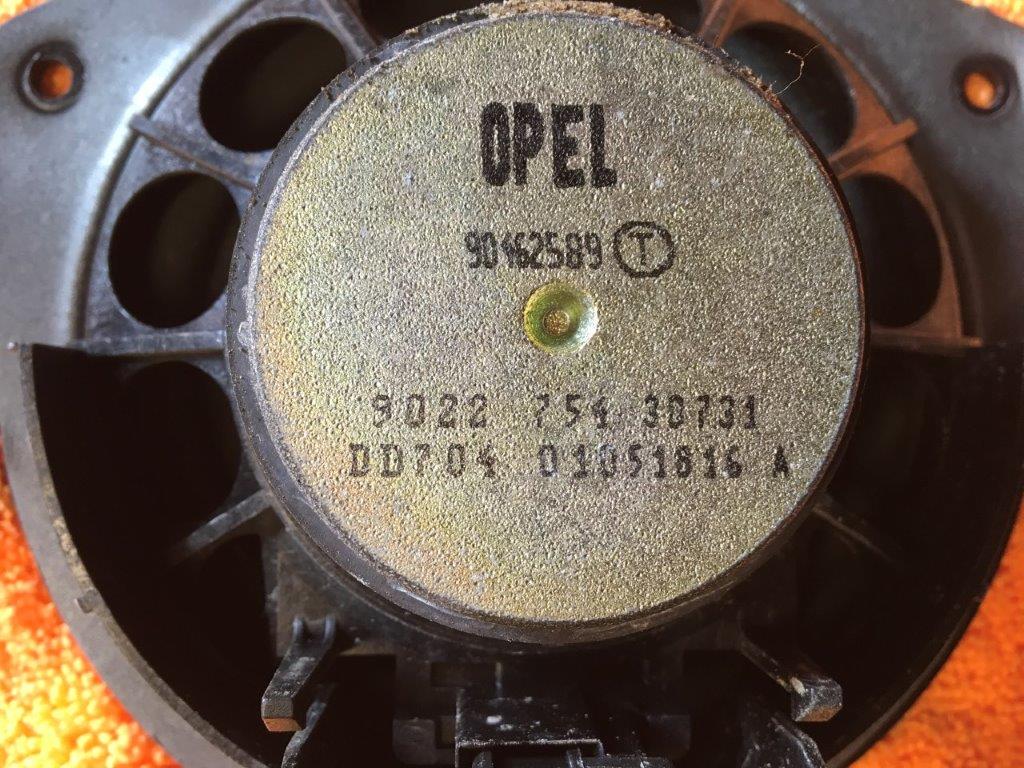 OPEL
90462589 T
9022 754 30731
DD704 01051816 A